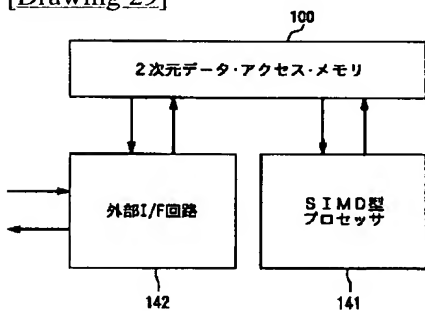 [Drawing 29]
100
2次元データ・アクセス・メモリ
外部I/F回路
SIMD型
プロセッサ
142
141